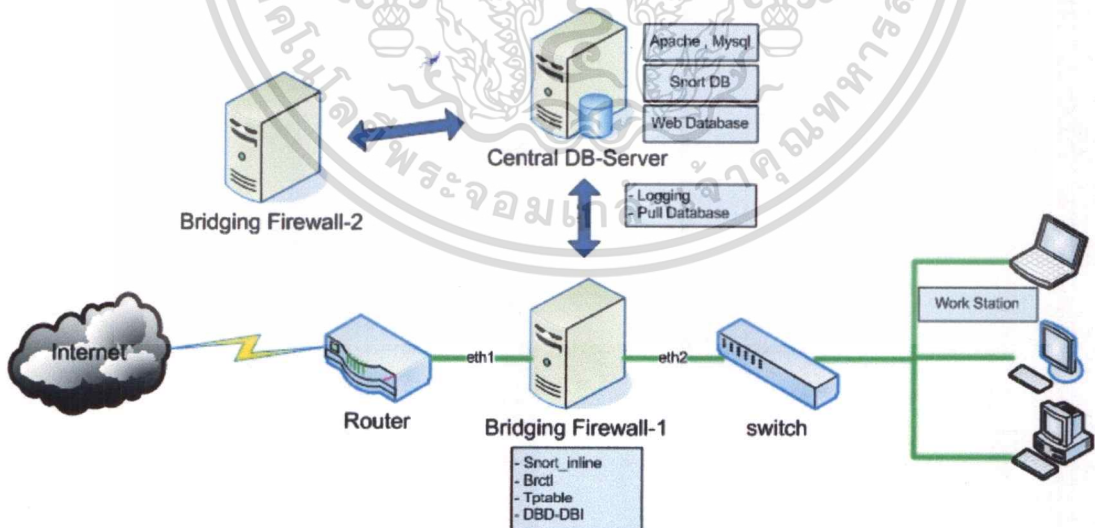 Apache , Mysql
Snort DB
Web Database
Central DB-Server
- Logging
- Pull Database
Bridging Firewall-2
Work Station
Internet
eth1
eth2
Router
Bridging Firewall-1
switch
- Snort_inline
- Brctl
- Tptable
- DBD-DBI